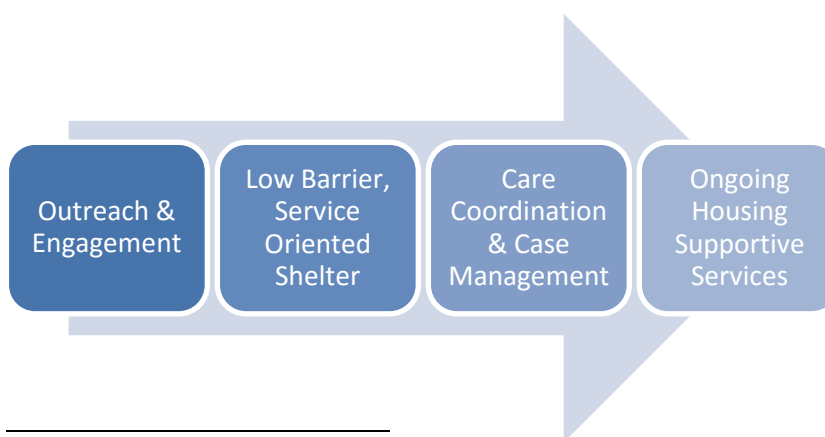 Outreach &
Engagement
Low Barrier,
Service
Oriented
Shelter
Care
Coordination
& Case
Management
Ongoing
Housing
Supportive
Services